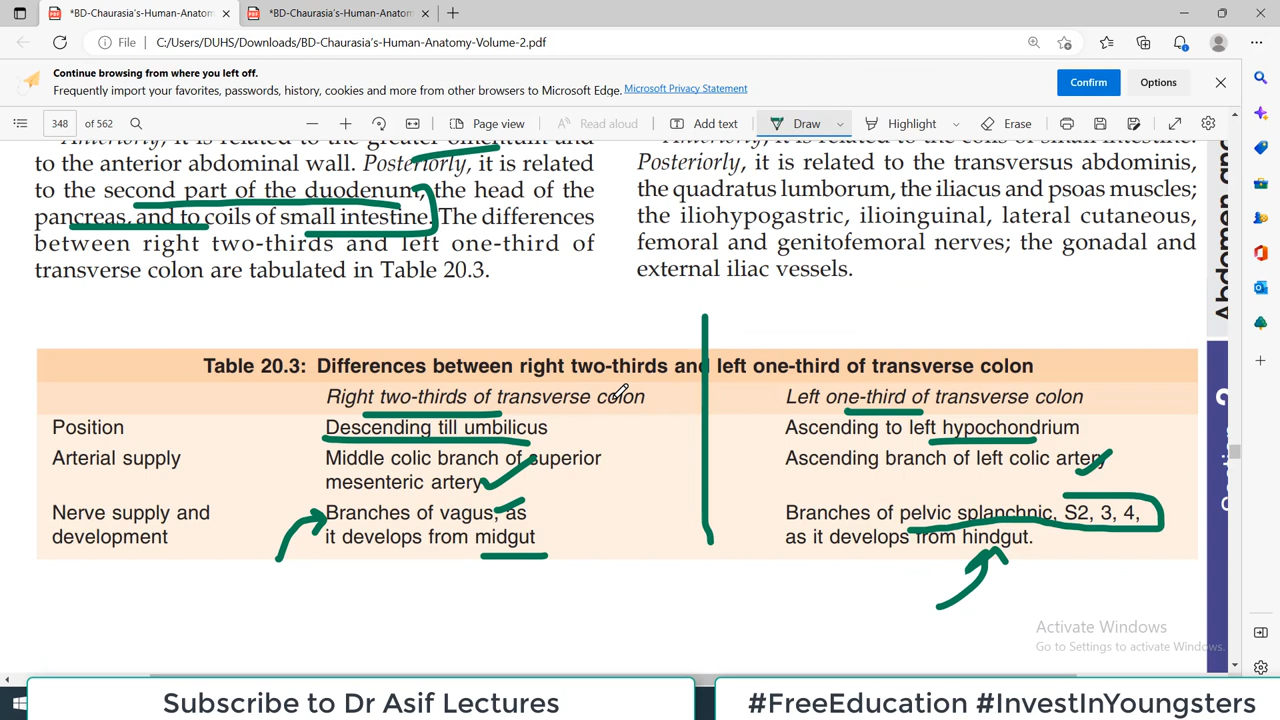 *BD-Chaurasia's-Human-Anatom
*BD-Chaurasia's-Human-Anatom
File
C:/Users/DUHS/Downloads/BD-Chaurasia's-Human-Anatomy-Volume-2.pdf
Continue browsing from where you left off.
Frequently import your favorites, passwords, history, cookies and more from other browsers to Microsoft Edge. Microsoft Privacy Statement
Confirm
Options
348 of 562
Page view
Read aloud
Add text
Draw
Highlight
Erase
Anteriorly, it is related to the greater omentum and
to the anterior abdominal wall. Posteriorly, it is related
to the second part of the duodenum, the head of the
pancreas, and to coils of small intestine. The differences
between right two-thirds and left one-third of
transverse colon are tabulated in Table 20.3.
Posteriorly, it is related to the transversus abdominis,
the quadratus lumborum, the iliacus and psoas muscles;
the iliohypogastric, ilioinguinal, lateral cutaneous,
femoral and genitofemoral nerves; the gonadal and
external iliac vessels.
Abdomen and
Table 20.3: Differences between right two-thirds and left one-third of transverse colon
Right two-thirds of transverse colon Left one-third of transverse colon
Position Descending till umbilicus Ascending to left hypochondrium
Arterial supply Middle colic branch of superior Ascending branch of left colic artery
mesenteric artery
Nerve supply and Branches of vagus, as Branches of pelvic splanchnic, S2, 3, 4,
development it develops from midgut as it develops from hindgut.
Activate Windows
Go to Settings to activate Windows.
Subscribe to Dr Asif Lectures
#FreeEducation #InvestInYoungsters